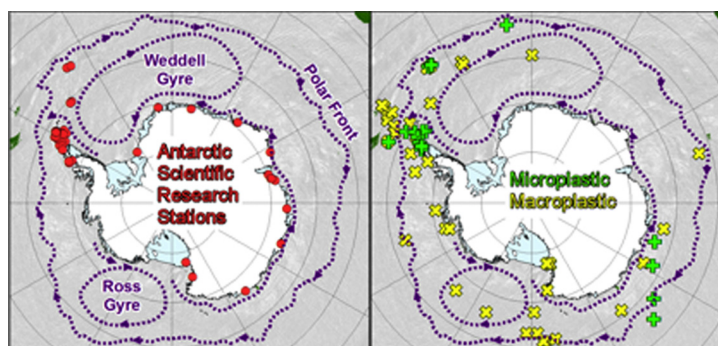 Weddell
Gyre
Polar Front
Antarctic
Scientific
Research
Stations
Ross
Gyre
Microplastic
Macroplastic